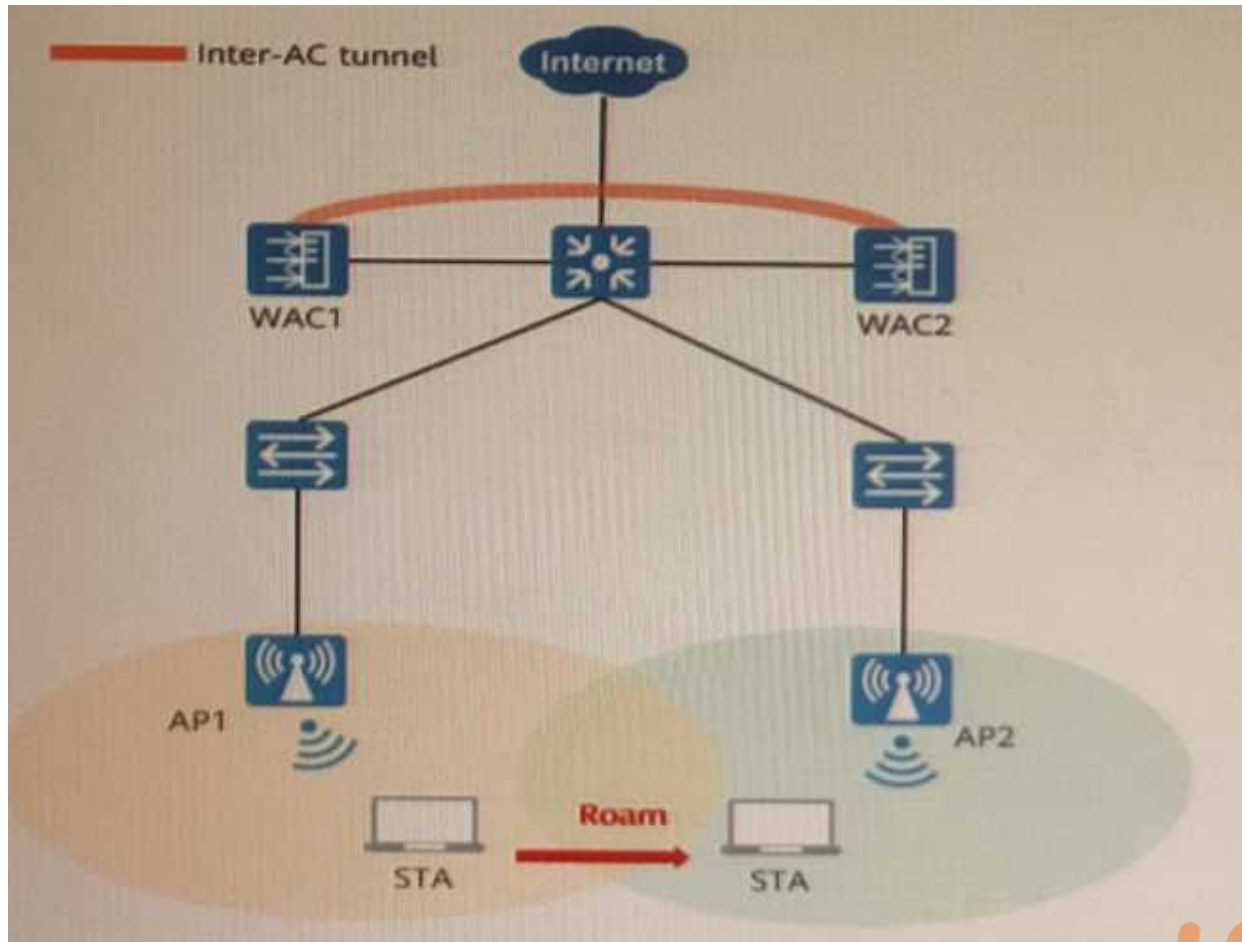 Inter-AC tunnel
Internet
WAC1
WAC2
AP1
AP2
Roam
STA
STA